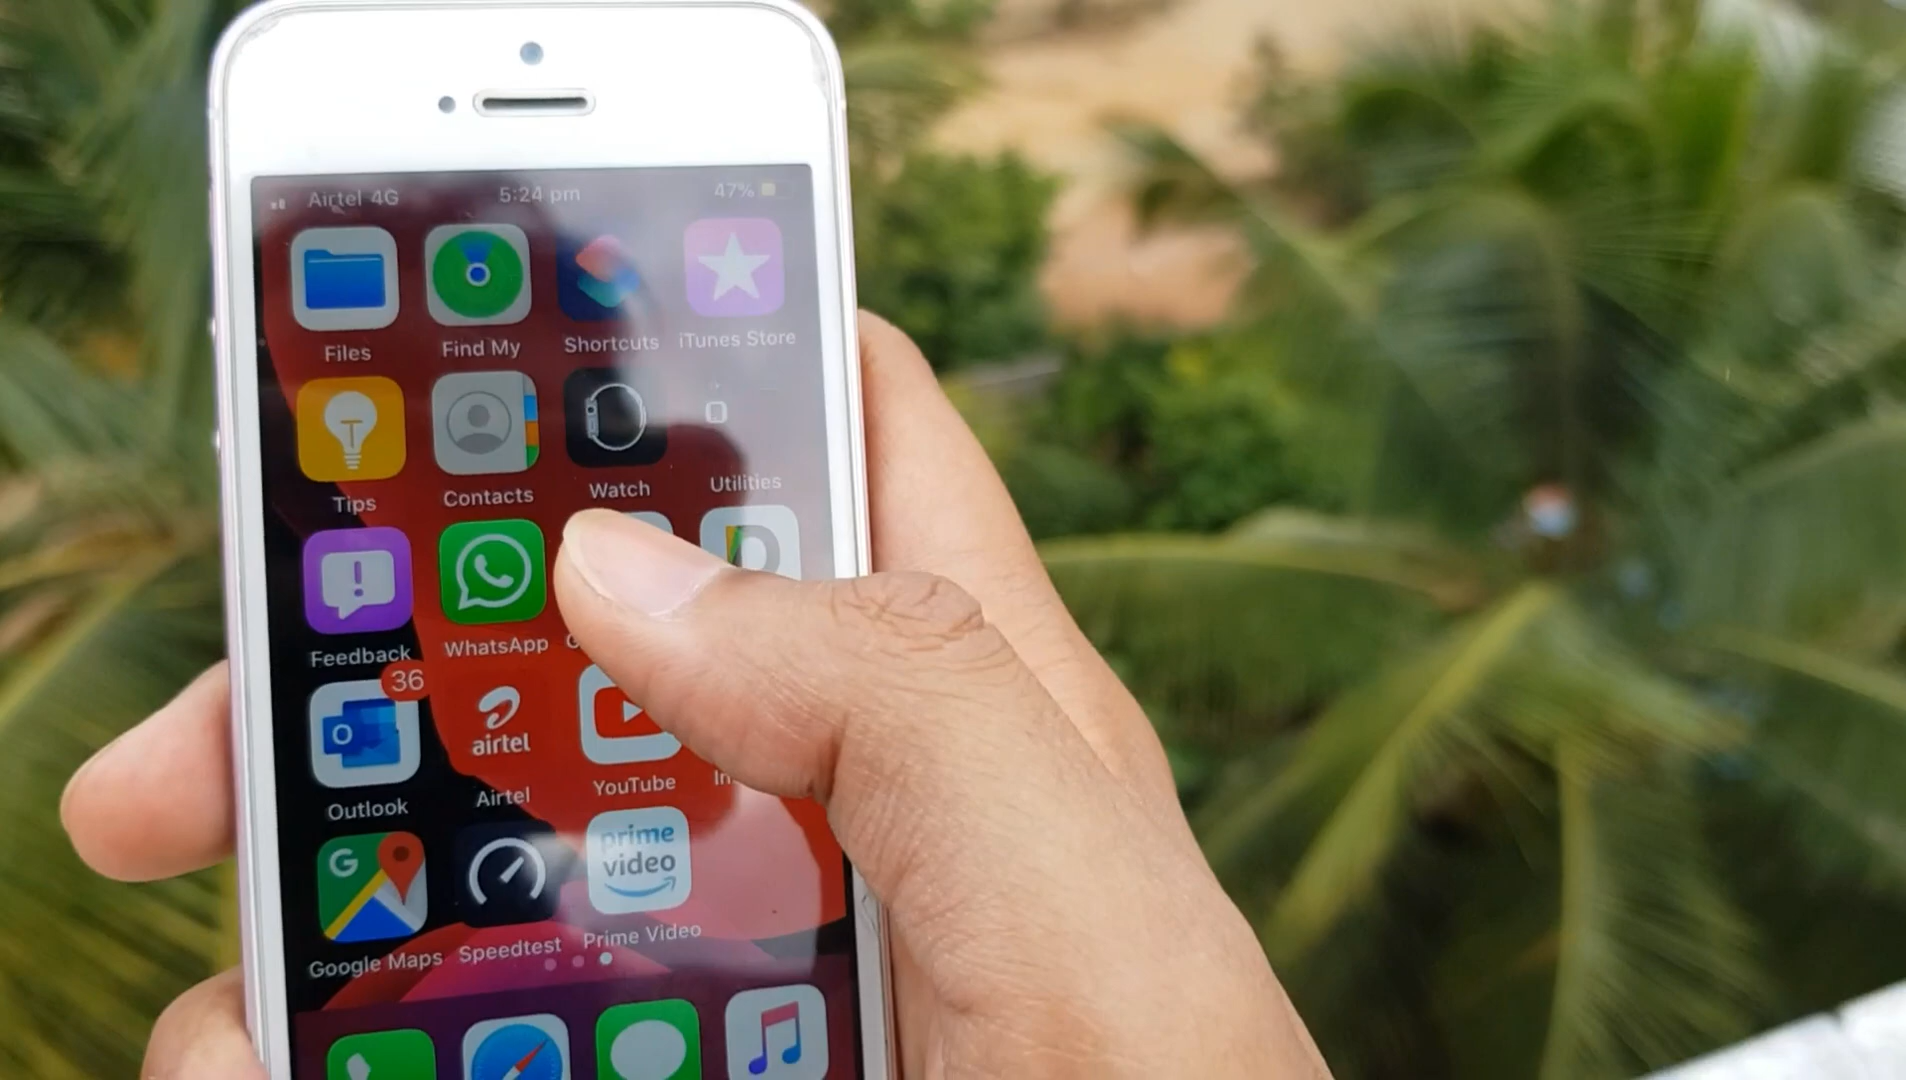 Airtel 4G 5:24 pm 47%
Files Find My Shortcuts iTunes Store
Tips Contacts Watch Utilities
Feedback WhatsApp
36
O
airtel
Outlook Airtel YouTube
G
prime
video
Google Maps Speedtest Prime Video